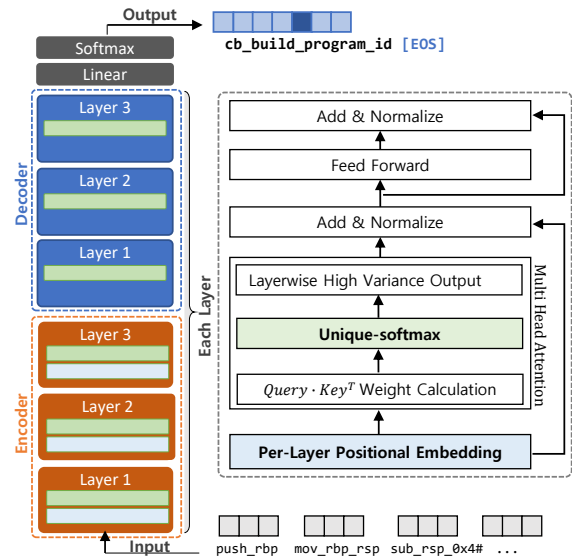 Output
cb_build_program_id [EOS]
Softmax
Linear
Decoder
Layer 3
Layer 2
Layer 1
Encoder
Layer 3
Layer 2
Layer 1
Input
Each Layer
Add & Normalize
Feed Forward
Add & Normalize
Multi Head Attention
Layerwise High Variance Output
Unique-softmax
Query · Key^T Weight Calculation
Per-Layer Positional Embedding
push_rbp mov_rbp_rsp sub_rsp_0x4# ...